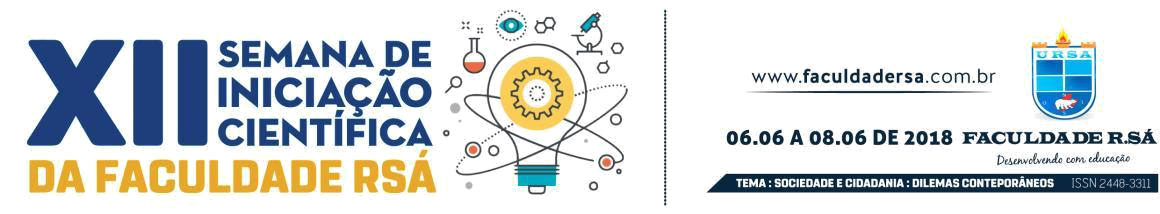 XII SEMANA DE
INICIAÇÃO
CIENTÍFICA
DA FACULDADE RSÁ
www.faculdadersa.com.br
URSA
06.06 A 08.06 DE 2018
FACULDADE R.SÁ
Desenvolvendo com educação
TEMA : SOCIEDADE E CIDADANIA : DILEMAS CONTEPORÂNEOS ISSN 2448-3311